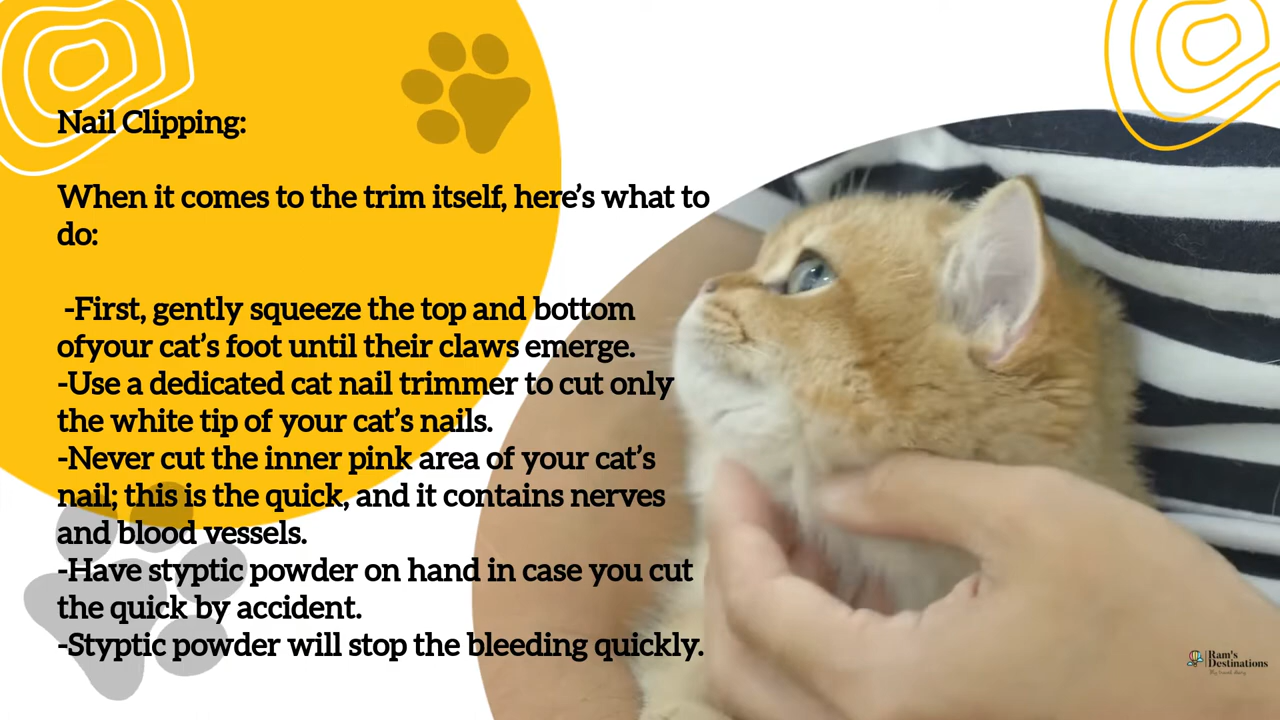 Nail Clipping:
When it comes to the trim itself, here's what to
do:
-First, gently squeeze the top and bottom
ofyour cat's foot until their claws emerge.
-Use a dedicated cat nail trimmer to cut only
the white tip of your cat's nails.
-Never cut the inner pink area of your cat's
nail; this is the quick, and it contains nerves
and blood vessels.
-Have styptic powder on hand in case you cut
the quick by accident.
-Styptic powder will stop the bleeding quickly.
Ram's
Destinations
My travel diary